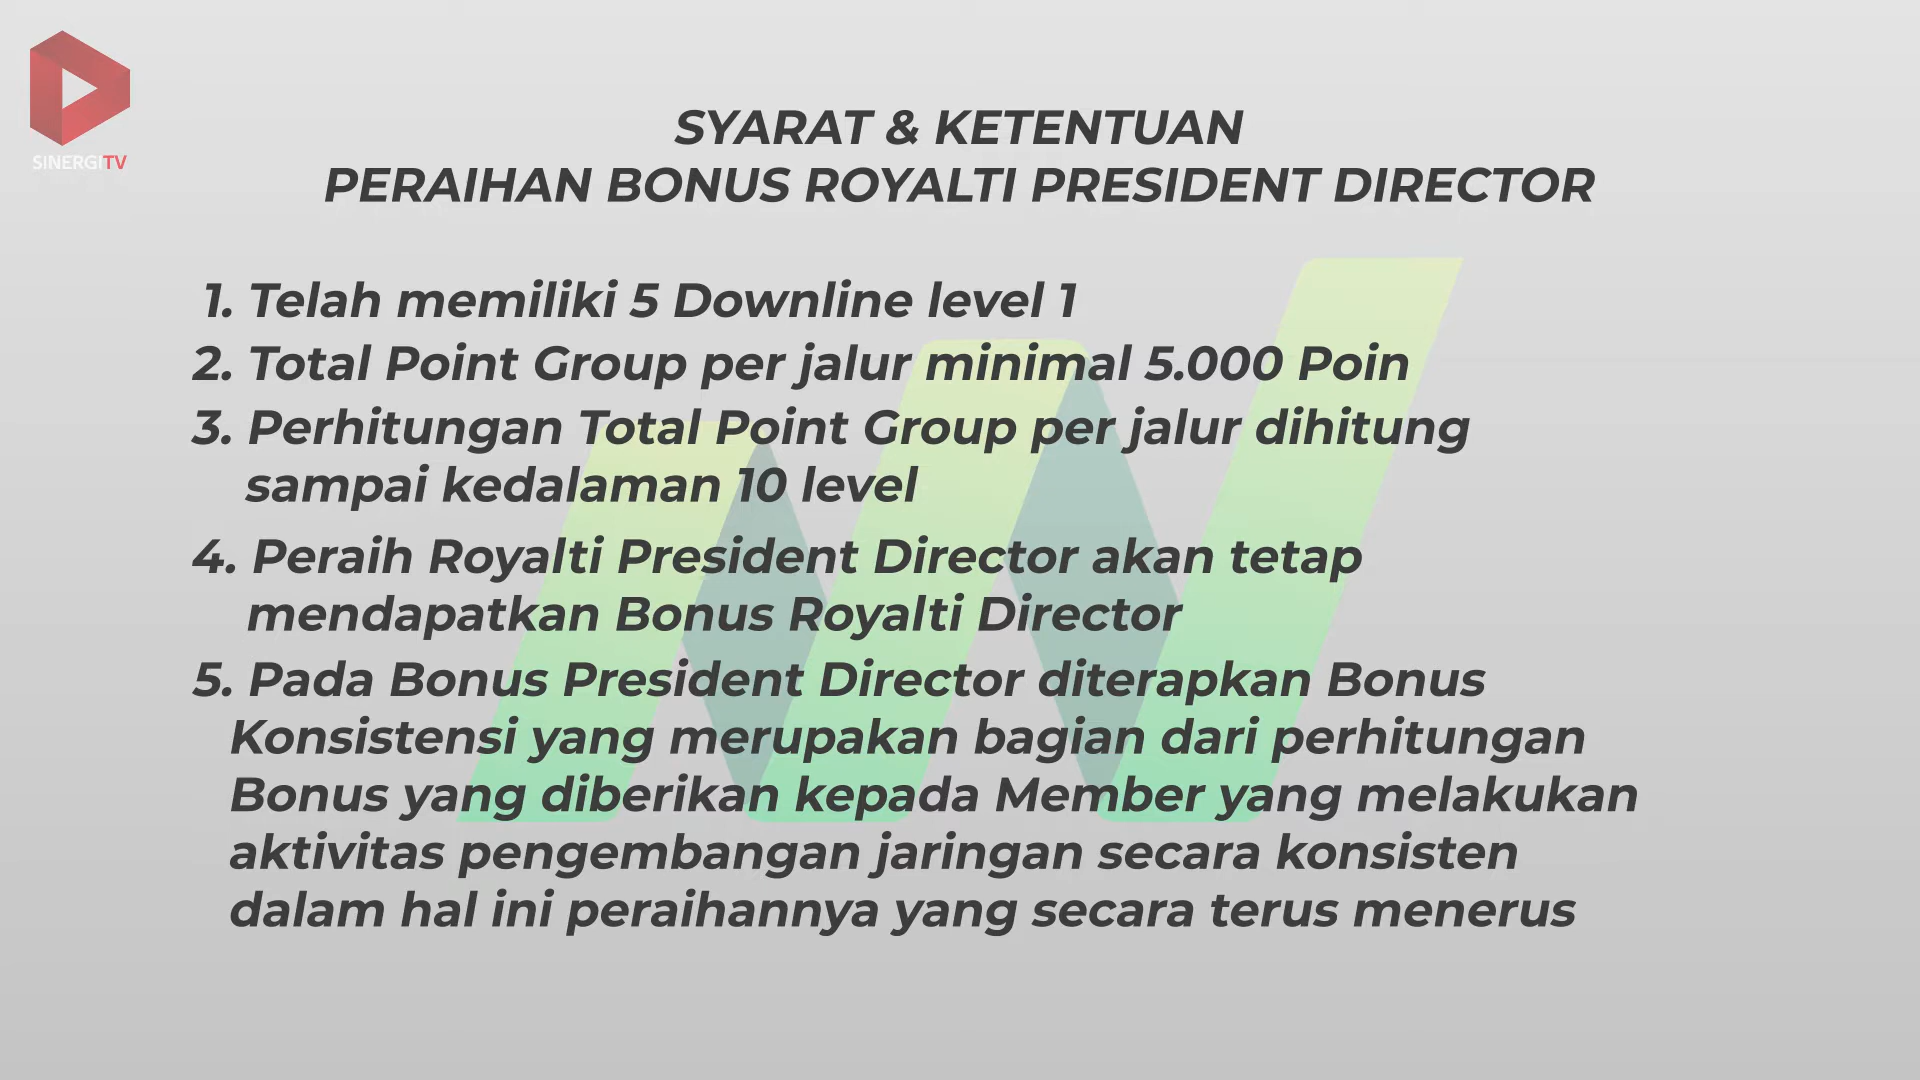 SINERGITV
SYARAT & KETENTUAN
PERAIHAN BONUS ROYALTI PRESIDENT DIRECTOR
1. Telah memiliki 5 Downline level 1
2. Total Point Group per jalur minimal 5.000 Poin
3. Perhitungan Total Point Group per jalur dihitung
sampai kedalaman 10 level
4. Peraih Royalti President Director akan tetap
mendapatkan Bonus Royalti Director
5. Pada Bonus President Director diterapkan Bonus
Konsistensi yang merupakan bagian dari perhitungan
Bonus yang diberikan kepada Member yang melakukan
aktivitas pengembangan jaringan secara konsisten
dalam hal ini peraihannya yang secara terus menerus